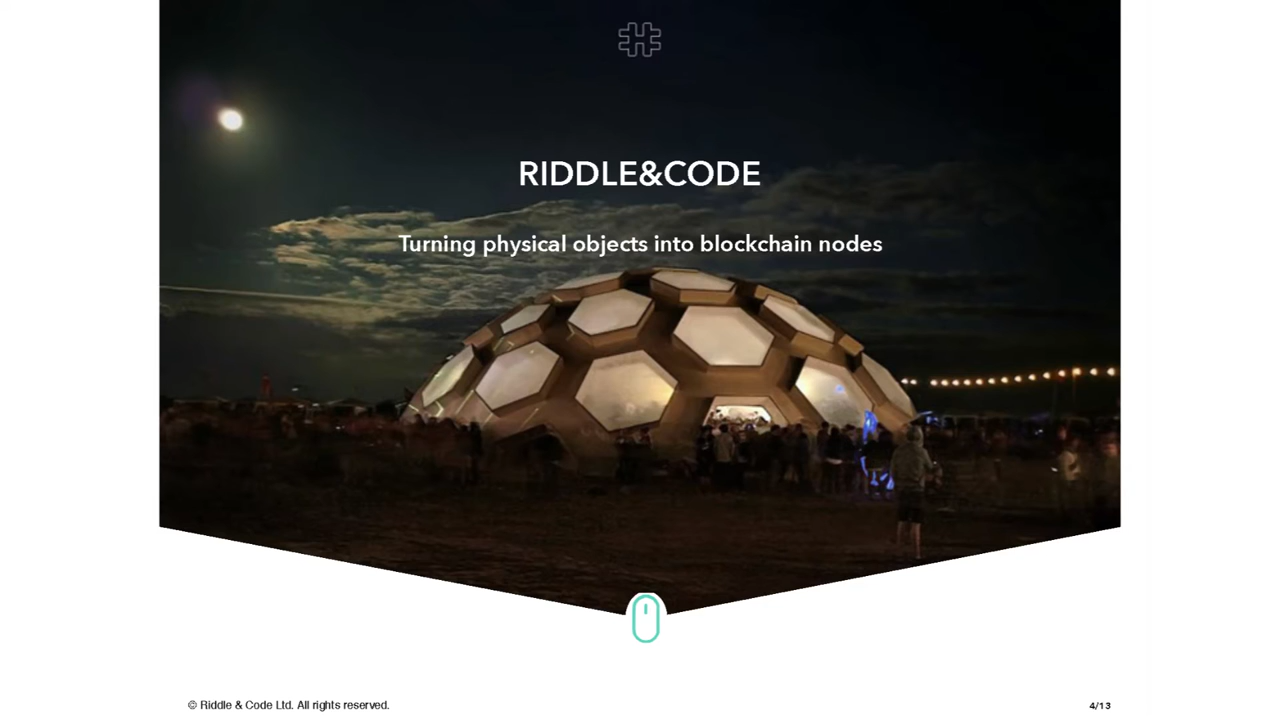 RIDDLE&CODE
Turning physical objects into blockchain nodes
© Riddle & Code Ltd. All rights reserved.
4/13